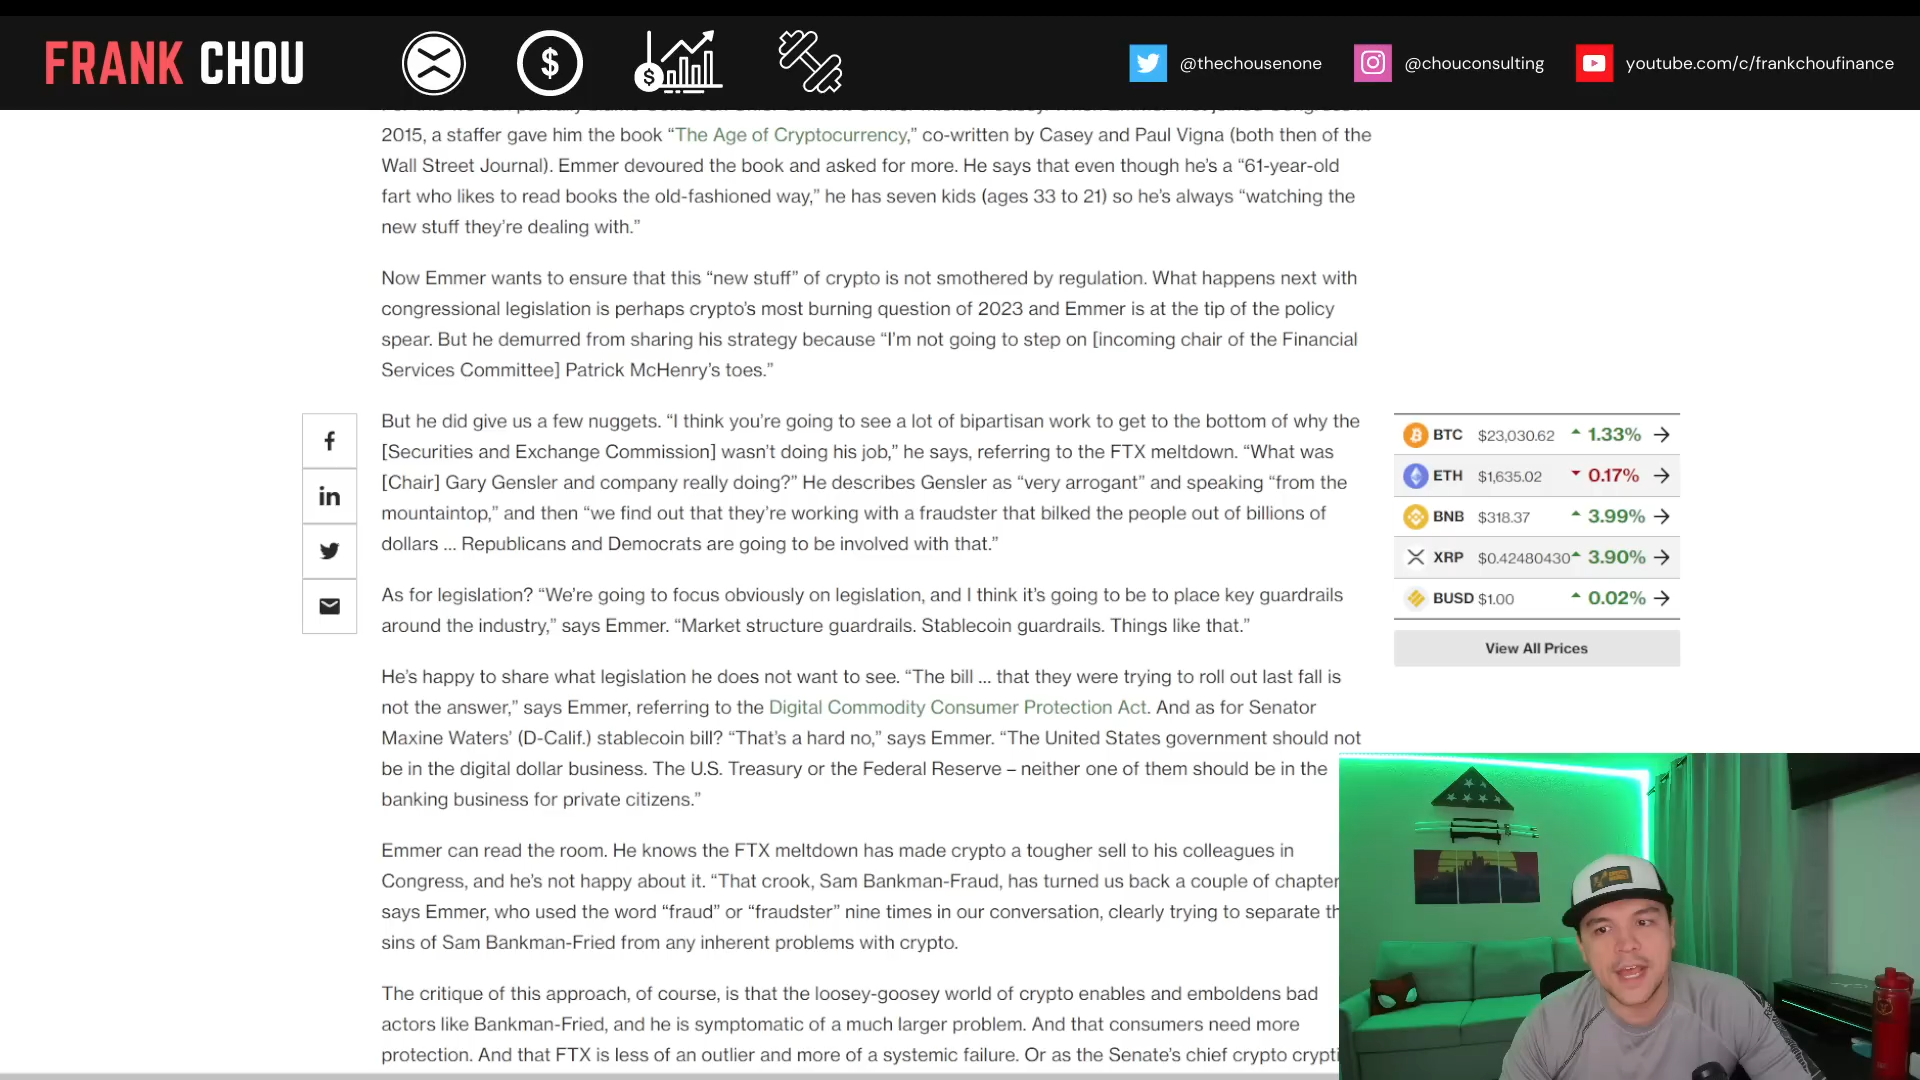 FRANK CHOU
@thechousenone
@chouconsulting
youtube.com/c/frankchoufinance
2015, a staffer gave him the book “The Age of Cryptocurrency,” co-written by Casey and Paul Vigna (both then of the
Wall Street Journal). Emmer devoured the book and asked for more. He says that even though he’s a “61-year-old
fart who likes to read books the old-fashioned way,” he has seven kids (ages 33 to 21) so he’s always “watching the
new stuff they’re dealing with.”
Now Emmer wants to ensure that this “new stuff” of crypto is not smothered by regulation. What happens next with
congressional legislation is perhaps crypto’s most burning question of 2023 and Emmer is at the tip of the policy
spear. But he demurred from sharing his strategy because “I’m not going to step on [incoming chair of the Financial
Services Committee] Patrick McHenry’s toes.”
But he did give us a few nuggets. “I think you’re going to see a lot of bipartisan work to get to the bottom of why the
[Securities and Exchange Commission] wasn’t doing his job,” he says, referring to the FTX meltdown. “What was
[Chair] Gary Gensler and company really doing?” He describes Gensler as “very arrogant” and speaking “from the
mountaintop,” and then “we find out that they’re working with a fraudster that bilked the people out of billions of
dollars ... Republicans and Democrats are going to be involved with that.”
As for legislation? “We’re going to focus obviously on legislation, and I think it’s going to be to place key guardrails
around the industry,” says Emmer. “Market structure guardrails. Stablecoin guardrails. Things like that.”
He’s happy to share what legislation he does not want to see. “The bill ... that they were trying to roll out last fall is
not the answer,” says Emmer, referring to the Digital Commodity Consumer Protection Act. And as for Senator
Maxine Waters’ (D-Calif.) stablecoin bill? “That’s a hard no,” says Emmer. “The United States government should not
be in the digital dollar business. The U.S. Treasury or the Federal Reserve – neither one of them should be in the
banking business for private citizens.”
Emmer can read the room. He knows the FTX meltdown has made crypto a tougher sell to his colleagues in
Congress, and he’s not happy about it. “That crook, Sam Bankman-Fraud, has turned us back a couple of chapter
says Emmer, who used the word “fraud” or “fraudster” nine times in our conversation, clearly trying to separate th
sins of Sam Bankman-Fried from any inherent problems with crypto.
The critique of this approach, of course, is that the loosey-goosey world of crypto enables and emboldens bad
actors like Bankman-Fried, and he is symptomatic of a much larger problem. And that consumers need more
protection. And that FTX is less of an outlier and more of a systemic failure. Or as the Senate’s chief crypto crypti
BTC $23,030.62 1.33%
ETH $1,635.02 0.17%
BNB $318.37 3.99%
XRP $0.42480430 3.90%
BUSD $1.00 0.02%
View All Prices